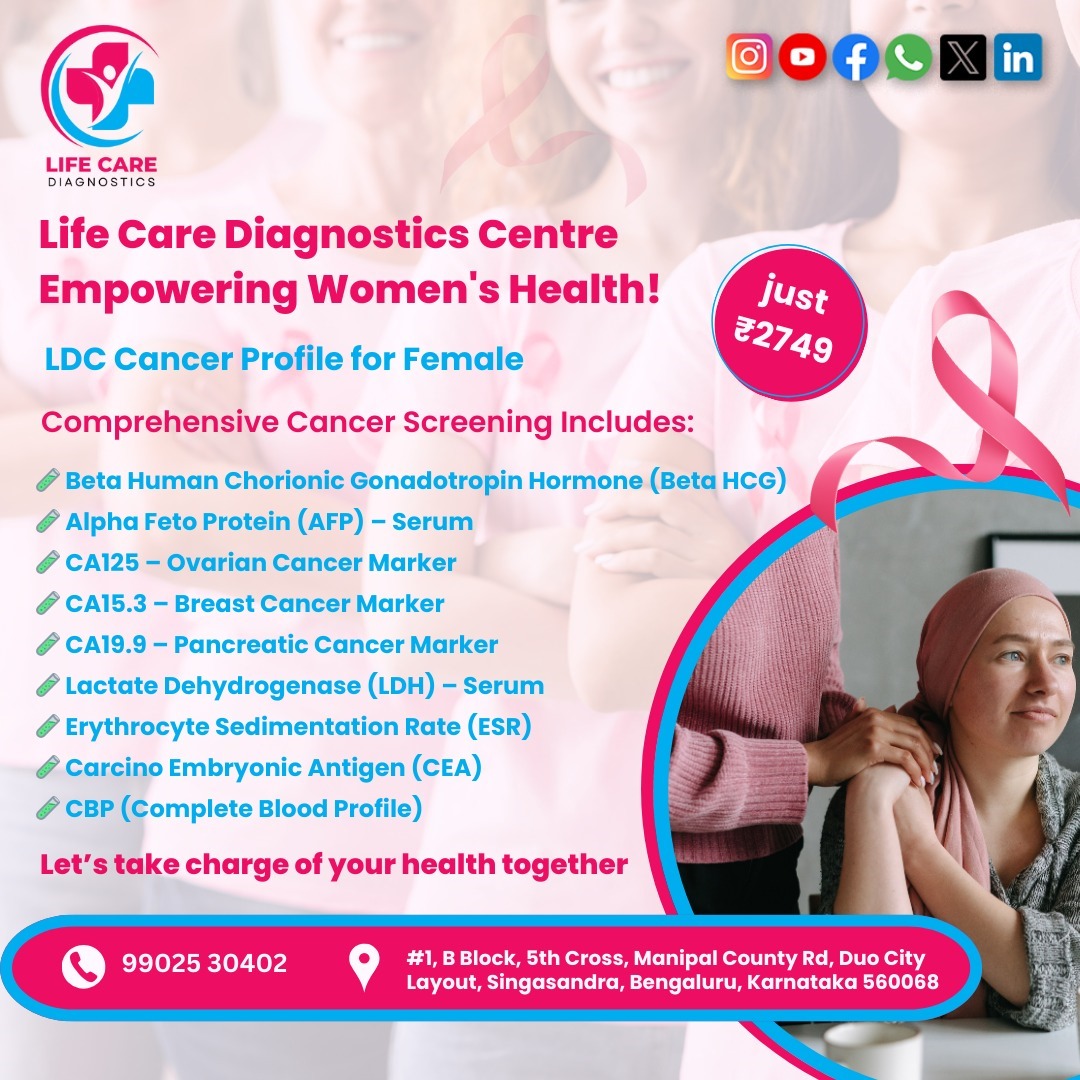 LIFE CARE
DIAGNOSTICS
Life Care Diagnostics Centre
Empowering Women's Health!
just
₹2749
LDC Cancer Profile for Female
Comprehensive Cancer Screening Includes:
Beta Human Chorionic Gonadotropin Hormone (Beta HCG)
Alpha Feto Protein (AFP) – Serum
CA125 – Ovarian Cancer Marker
CA15.3 – Breast Cancer Marker
CA19.9 – Pancreatic Cancer Marker
Lactate Dehydrogenase (LDH) – Serum
Erythrocyte Sedimentation Rate (ESR)
Carcino Embryonic Antigen (CEA)
CBP (Complete Blood Profile)
Let’s take charge of your health together
99025 30402
#1, B Block, 5th Cross, Manipal County Rd, Duo City
Layout, Singasandra, Bengaluru, Karnataka 560068